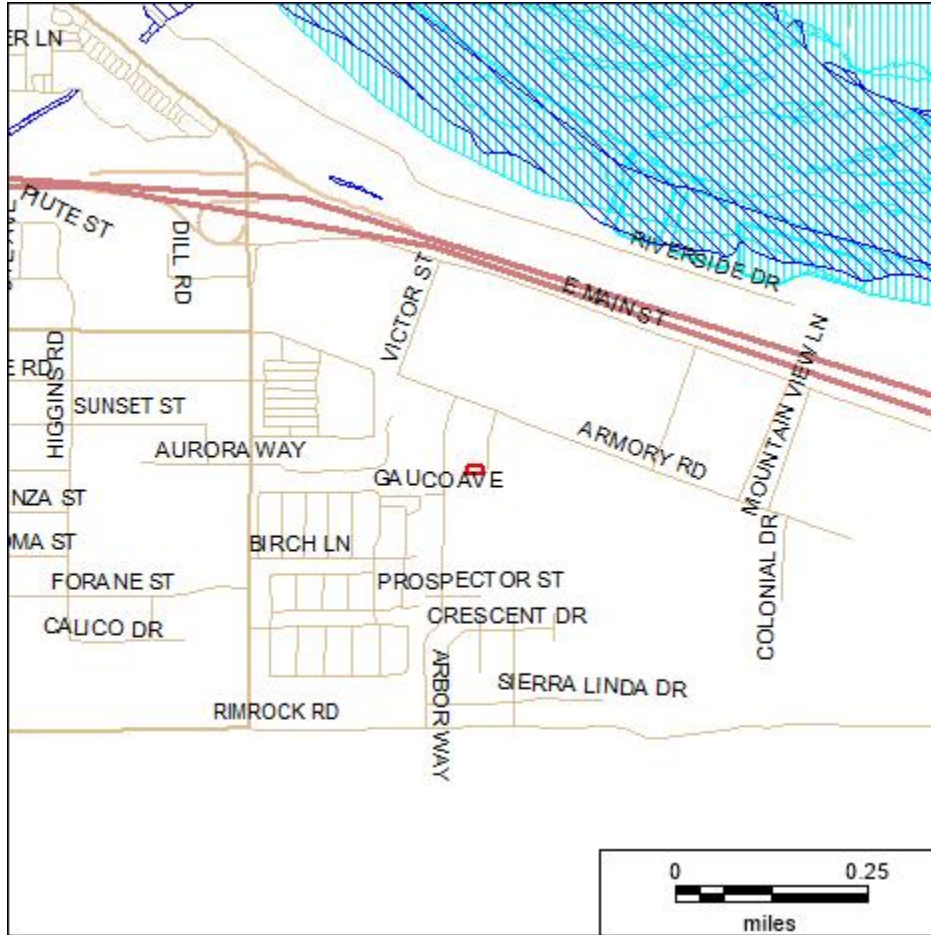 ER LN
PIUTE ST
DILL RD
RIVERSIDE DR
VICTOR ST
E MAIN ST
MOUNTAIN VIEW LN
HIGGINS RD
E RD
SUNSET ST
AURORA WAY
ARMORY RD
GAUCO AVE
NZA ST
OMA ST
BIRCH LN
FORANE ST
PROSPECTOR ST
CALICO DR
CRESCENT DR
COLONIAL DR
ARBOR WAY
SIERRA LINDA DR
RIMROCK RD
0 0.25
miles